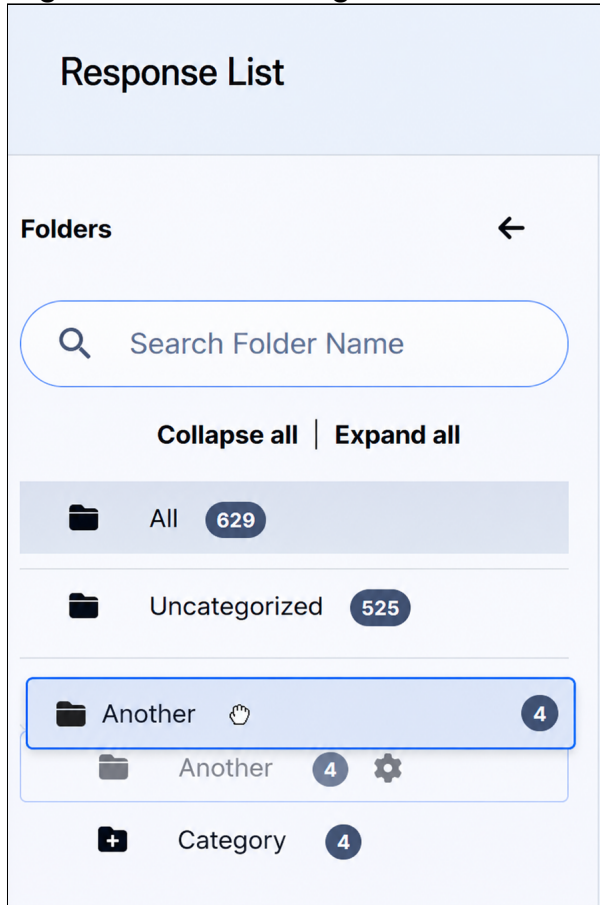 Response List
Folders
Search Folder Name
Collapse all | Expand all
All 629
Uncategorized 525
Another 4
Another 4
Category 4